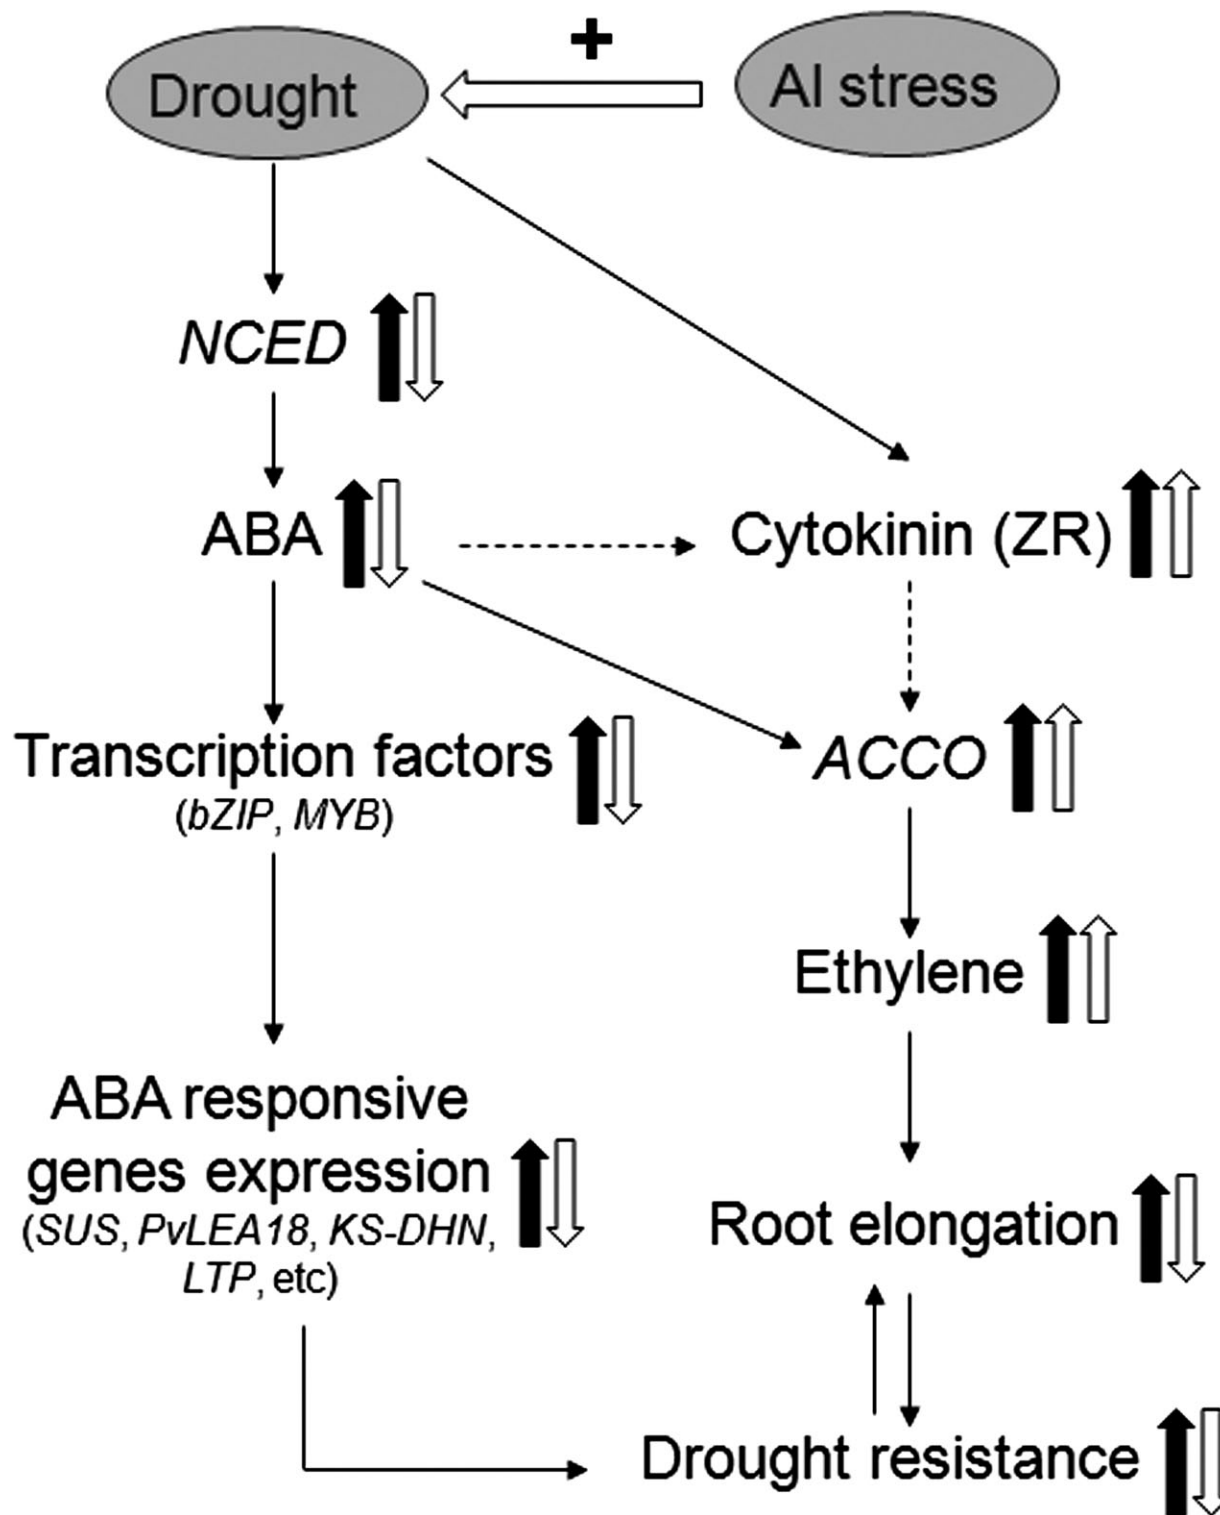 +
Drought
Al stress
NCED
ABA
Cytokinin (ZR)
Transcription factors
(bZIP, MYB)
ACCO
Ethylene
ABA responsive
genes expression
(SUS, PvLEA18, KS-DHN,
LTP, etc)
Root elongation
Drought resistance